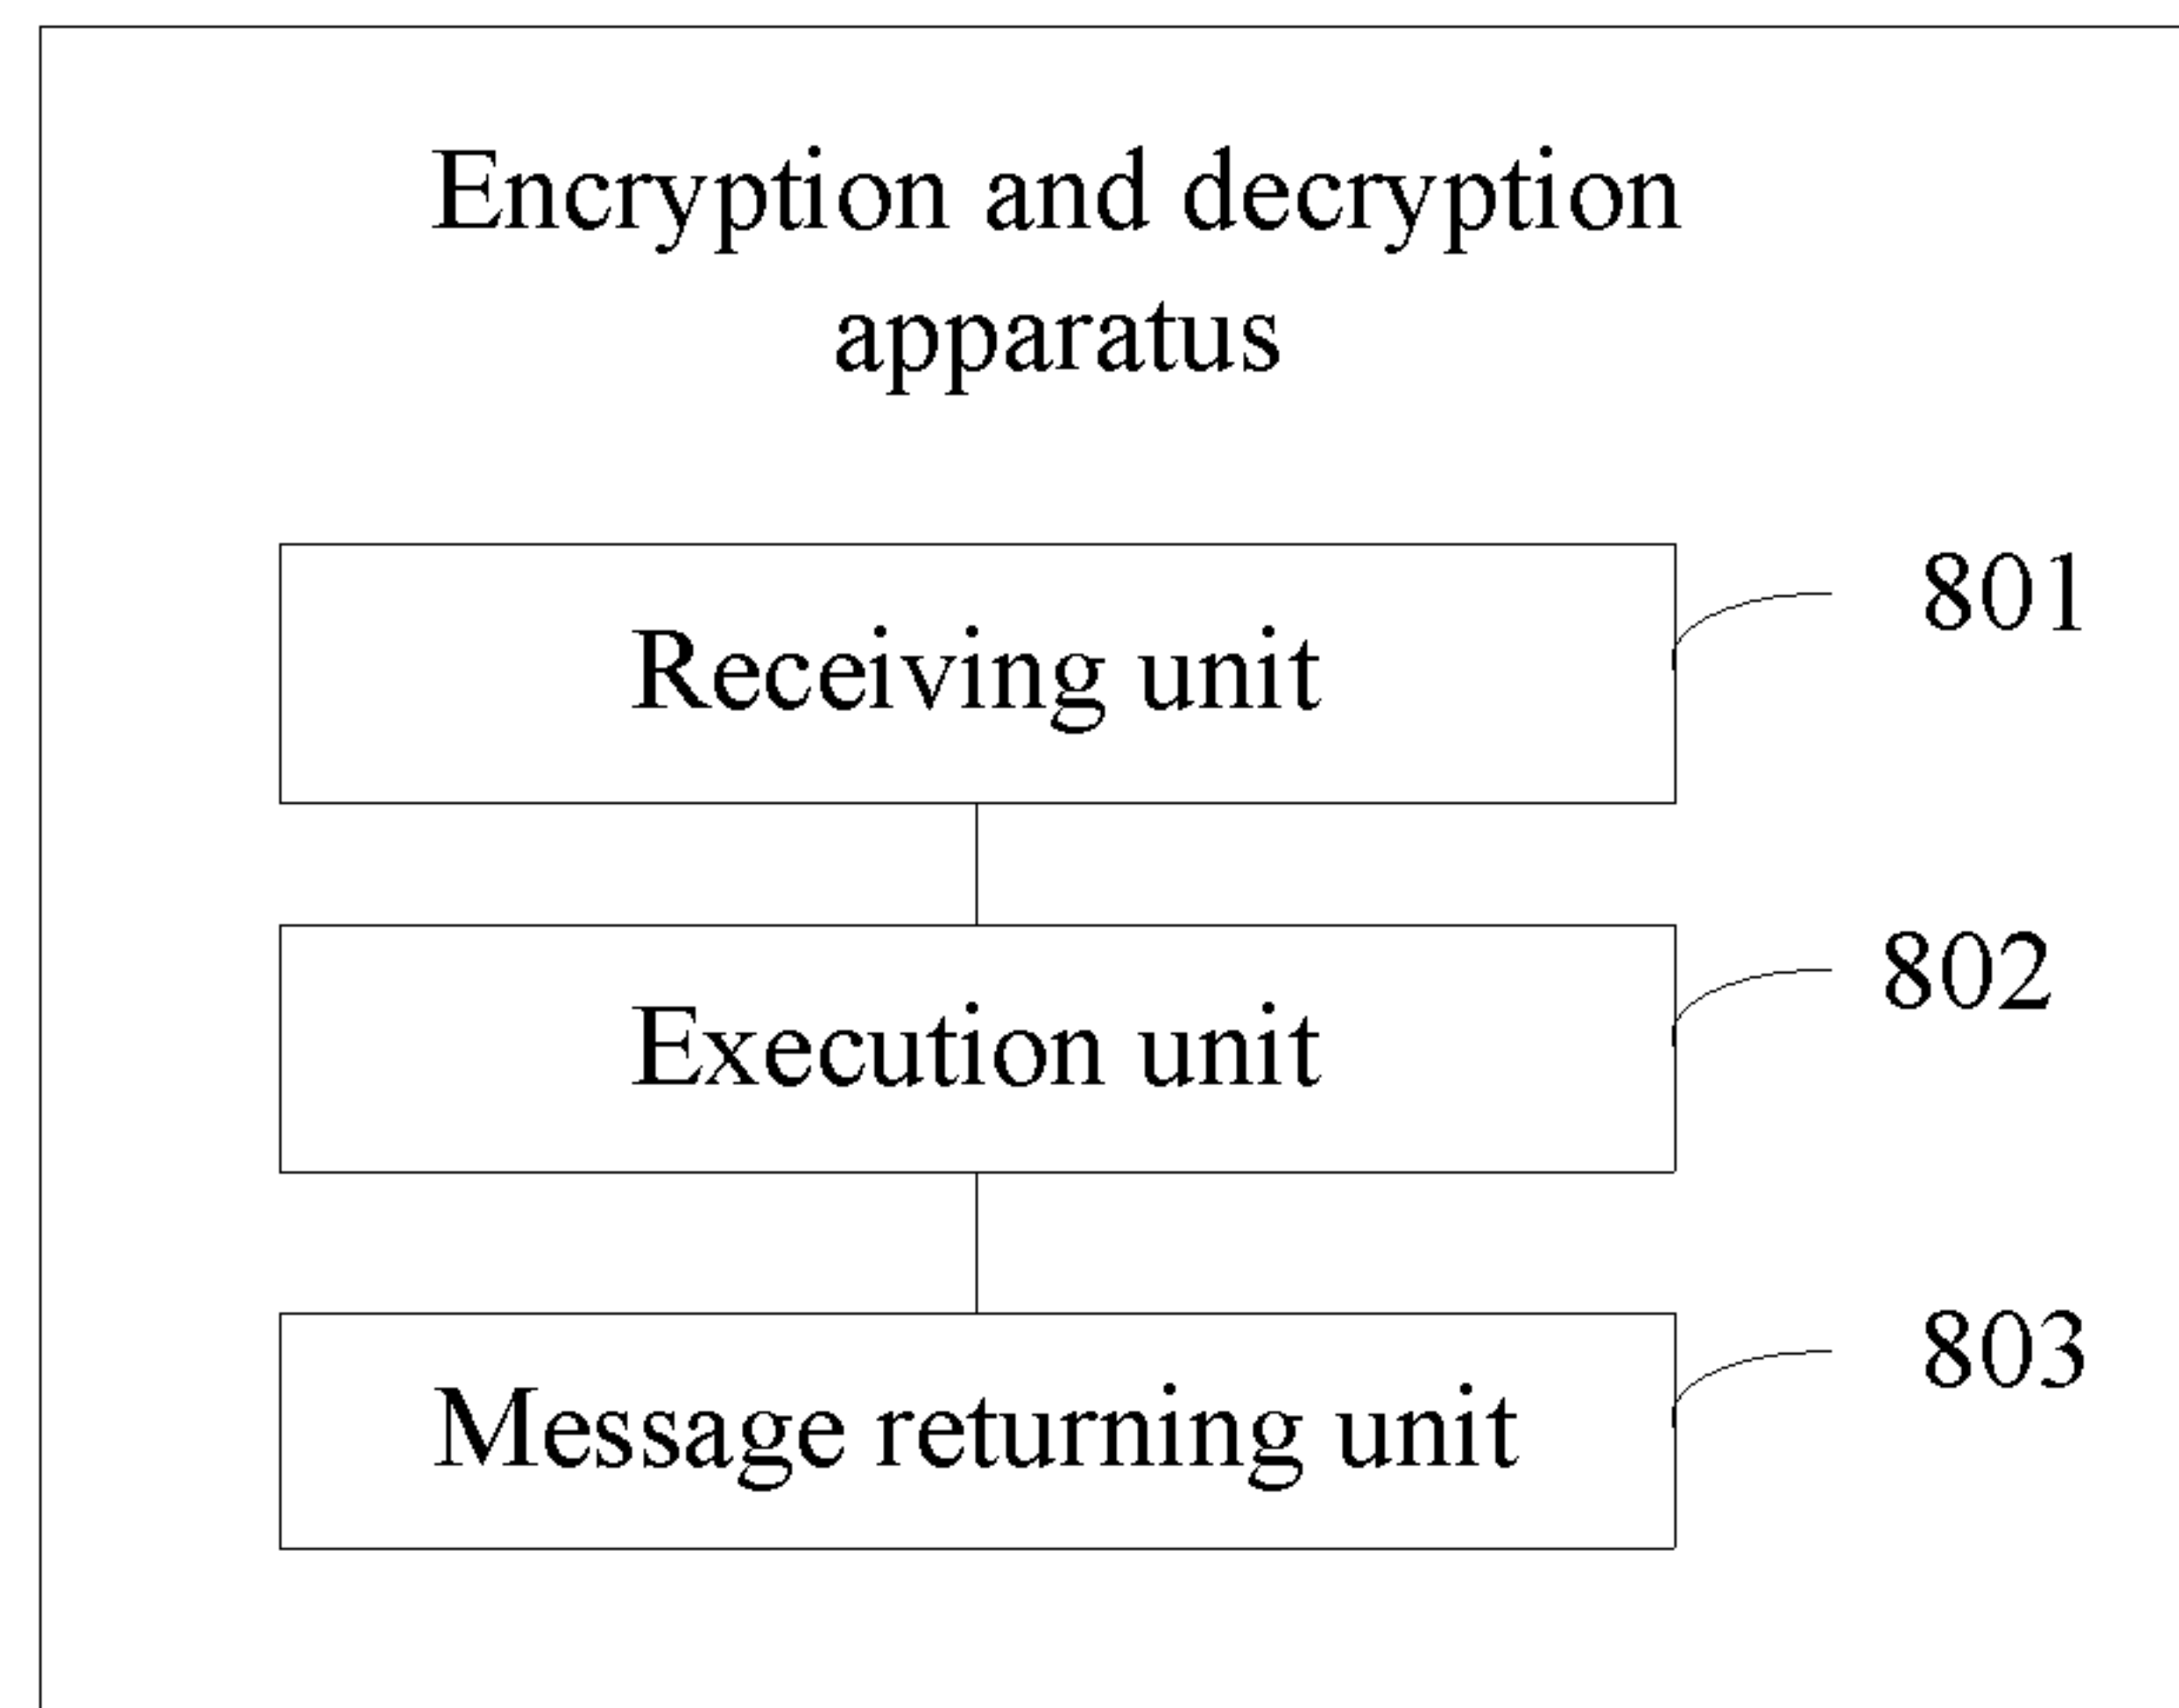 Encryption and decryption
apparatus
801
Receiving unit
802
Execution unit
803
Message returning unit